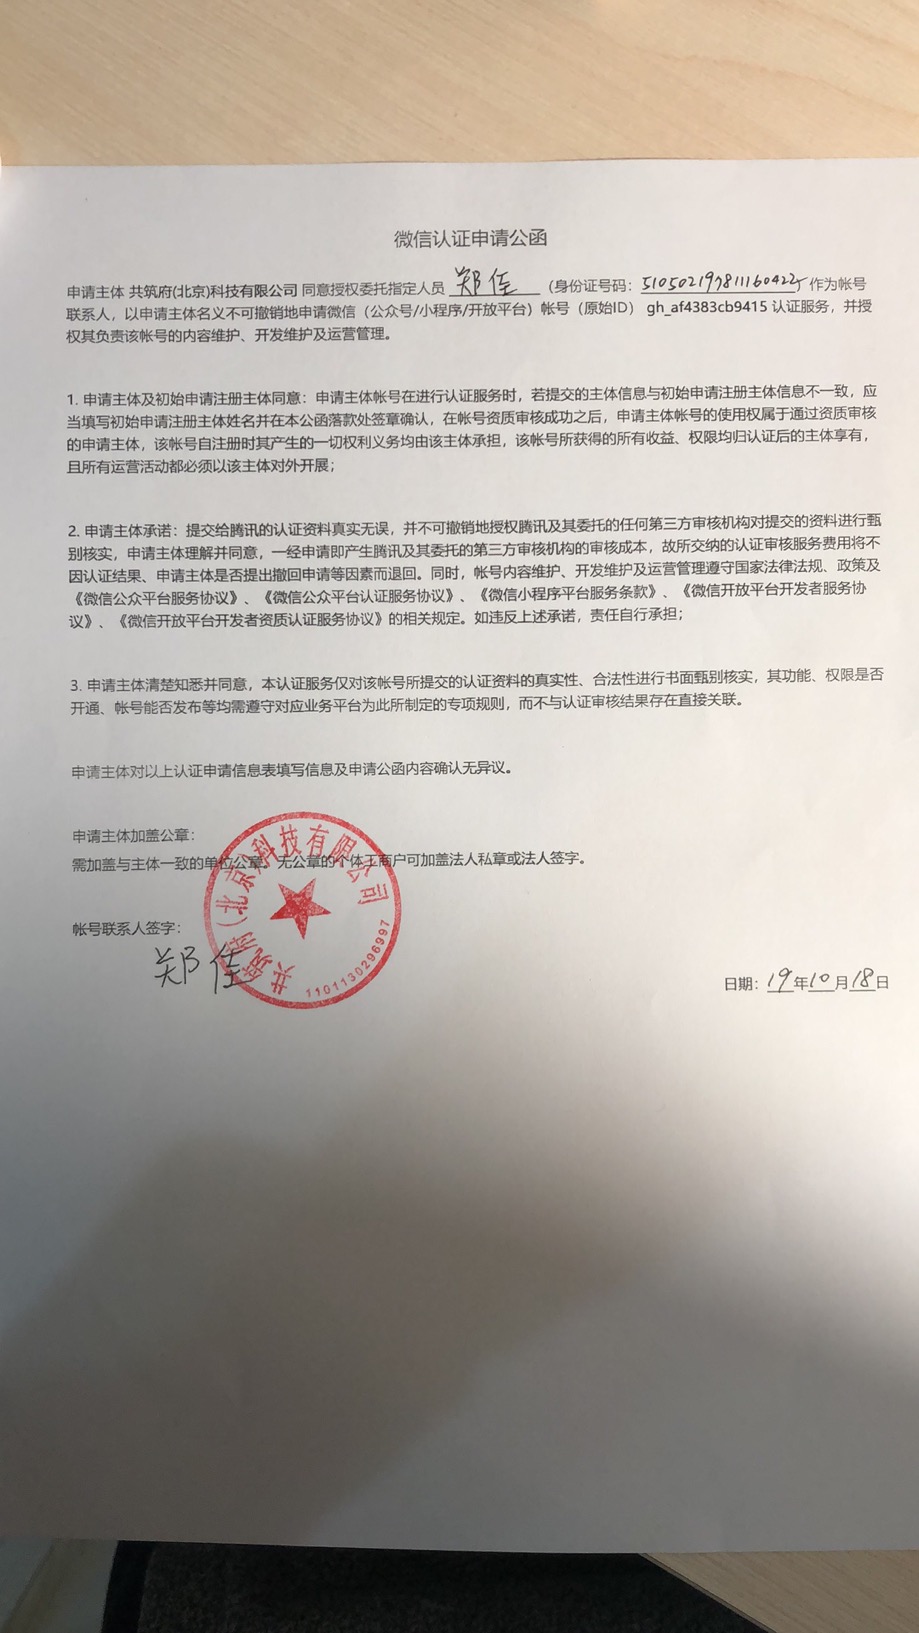 微信认证申请公函
申请主体 共筑府(北京)科技有限公司 同意授权委托指定人员 郑佳 (身份证号码: 510502197811160422 作为帐号
联系人，以申请主体名义不可撤销地申请微信（公众号/小程序/开放平台）帐号（原始ID） gh_af4383cb9415 认证服务，并授
权其负责该帐号的内容维护、开发维护及运营管理。
1. 申请主体及初始申请注册主体同意：申请主体帐号在进行认证服务时，若提交的主体信息与初始申请注册主体信息不一致，应
当填写初始申请注册主体姓名并在本公函落款处签章确认，在帐号资质审核成功之后，申请主体帐号的使用权属于通过资质审核
的申请主体，该帐号自注册时其产生的一切权利义务均由该主体承担，该帐号所获得的所有收益、权限均归认证后的主体享有，
且所有运营活动都必须以该主体对外开展；
2. 申请主体承诺：提交给腾讯的认证资料真实无误，并不可撤销地授权腾讯及其委托的任何第三方审核机构对提交的资料进行甄
别核实，申请主体理解并同意，一经申请即产生腾讯及其委托的第三方审核机构的审核成本，故所交纳的认证审核服务费用将不
因认证结果、申请主体是否提出撤回申请等因素而退回。同时，帐号内容维护、开发维护及运营管理遵守国家法律法规、政策及
《微信公众平台服务协议》、《微信公众平台认证服务协议》、《微信小程序平台服务条款》、《微信开放平台开发者服务协
议》、《微信开放平台开发者资质认证服务协议》的相关规定。如违反上述承诺，责任自行承担；
3. 申请主体清楚知悉并同意，本认证服务仅对该帐号所提交的认证资料的真实性、合法性进行书面甄别核实，其功能、权限是否
开通、帐号能否发布等均需遵守对应业务平台为此所制定的专项规则，而不与认证审核结果存在直接关联。
申请主体对以上认证申请信息表填写信息及申请公函内容确认无异议。
申请主体加盖公章：
需加盖与主体一致的单位公章，无公章的个体工商户可加盖法人私章或法人签字。
共筑府（北京）科技有限公司
1101130296997
帐号联系人签字：
郑佳
日期: 19年10月18日